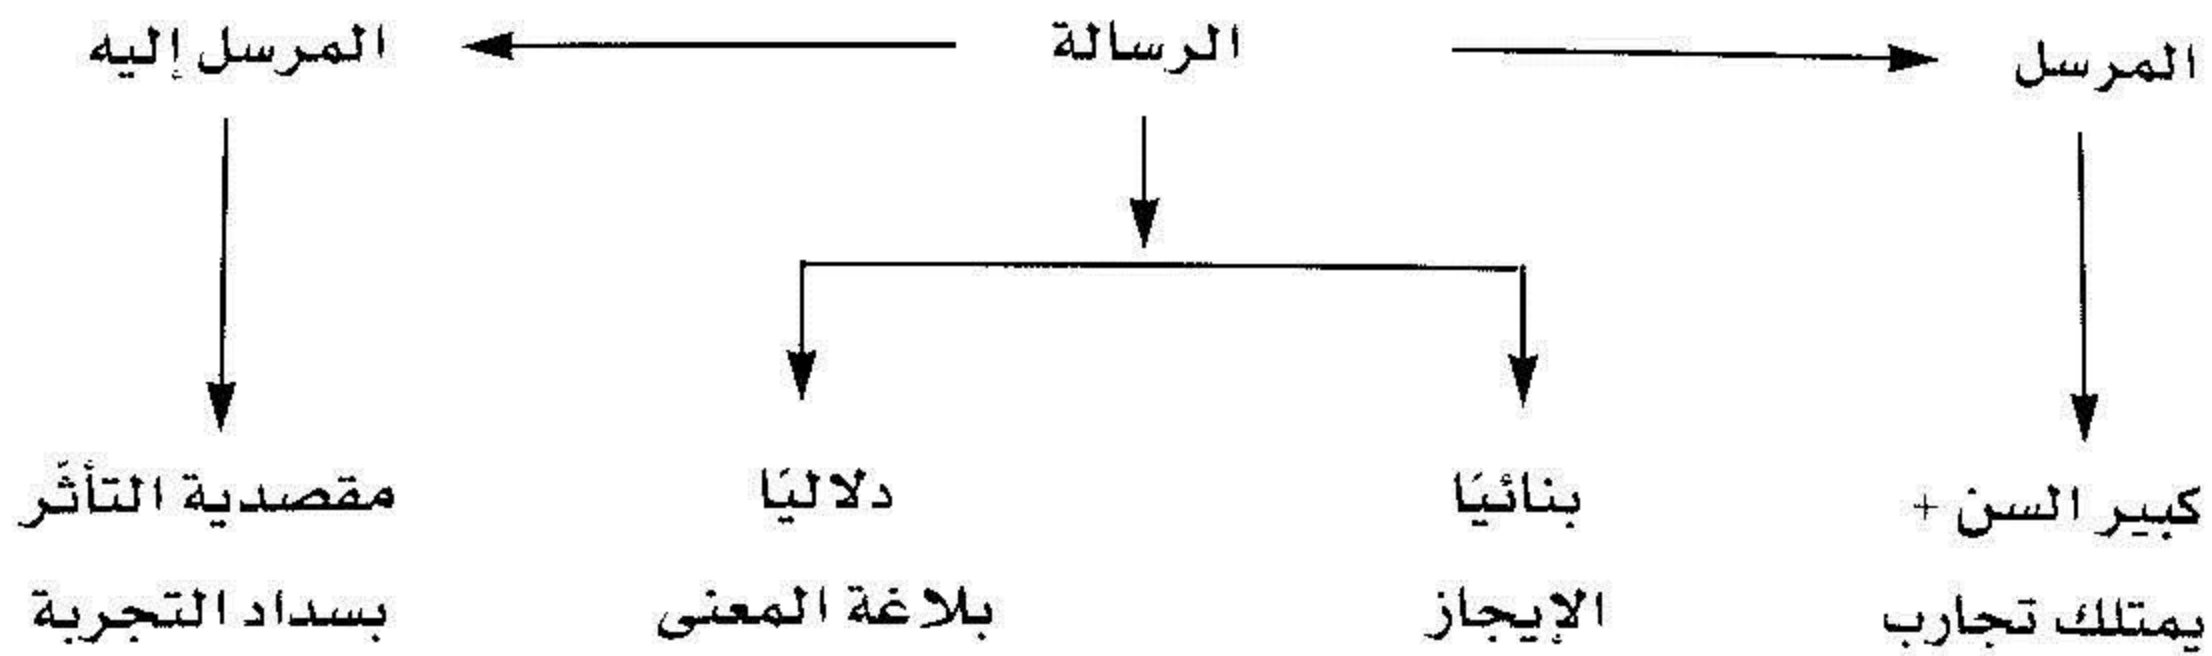 المرسل الرسالة المرسل إليه
كبير السن + بنائيًا دلاليًا مقصدية التأثّر
يمتلك تجارب الإيجاز بلاغة المعنى بسداد التجربة